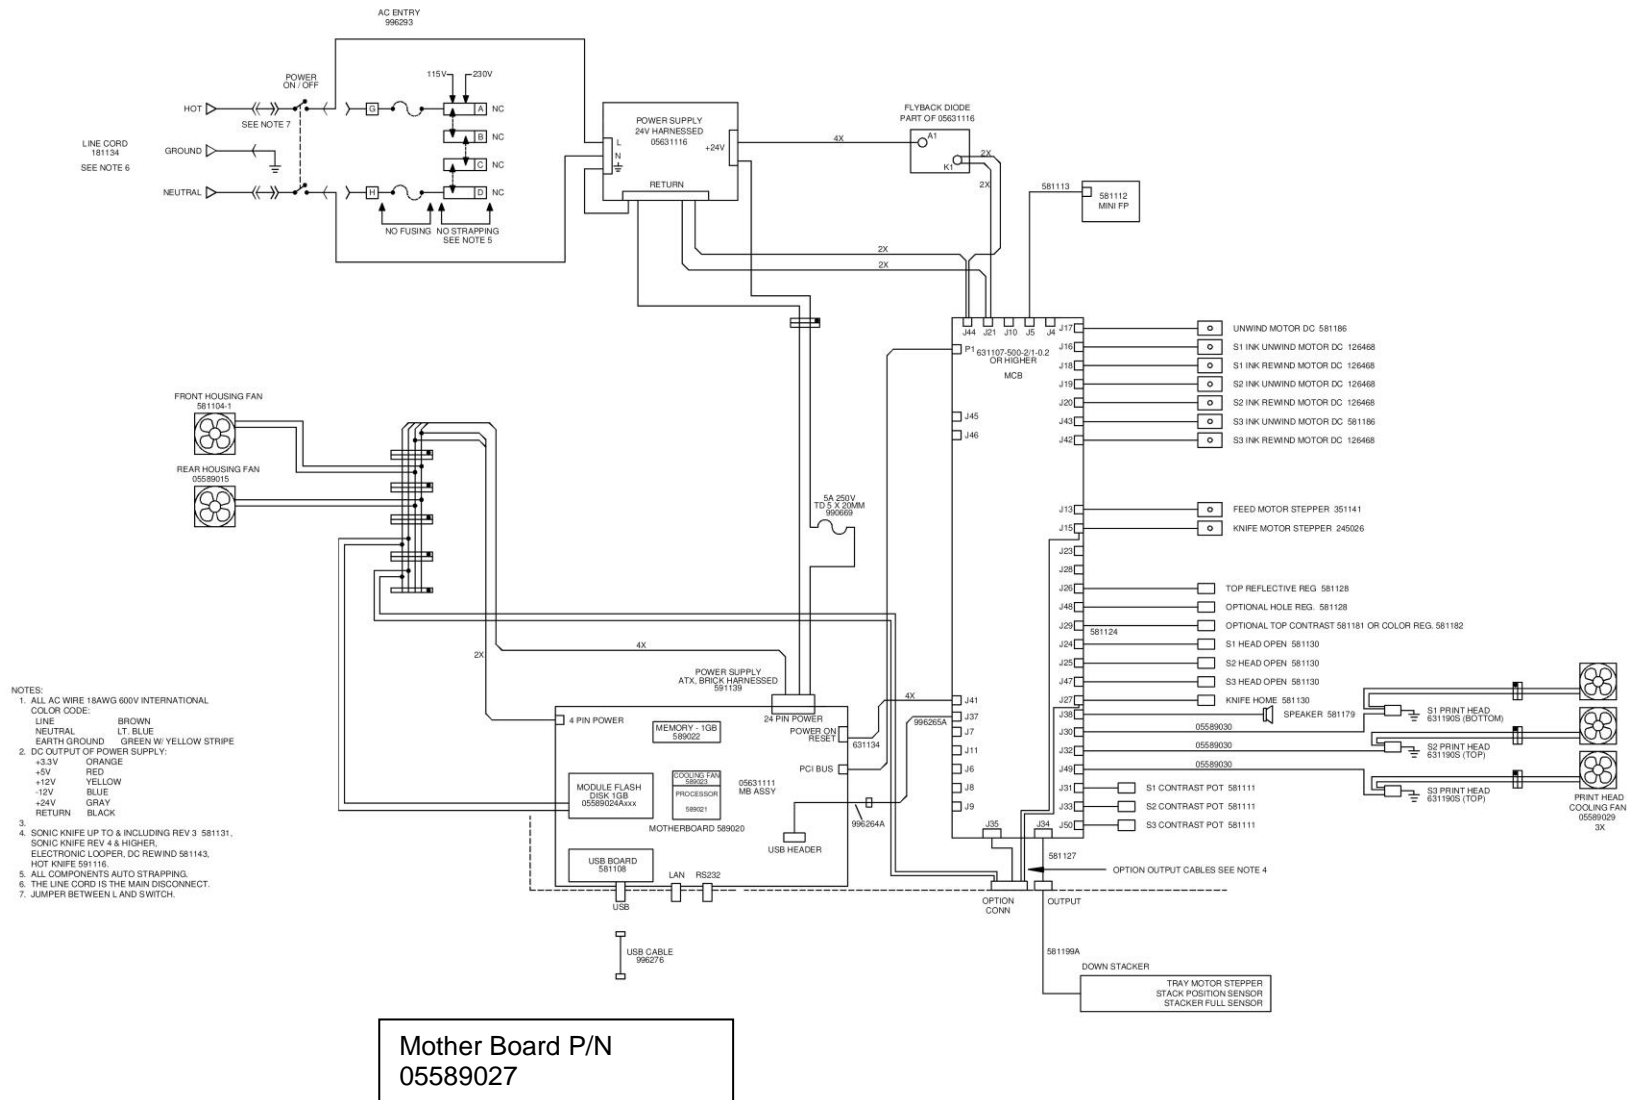 AC ENTRY
996293
POWER
ON / OFF
115V
230V
HOT
G
A
NC
SEE NOTE 7
B
NC
LINE CORD
181134
SEE NOTE 6
GROUND
C
NC
NEUTRAL
H
D
NC
NO FUSING
NO STRAPPING
SEE NOTE 5
POWER SUPPLY
24V HARNESSED
05631116
L
N
+24V
RETURN
FLYBACK DIODE
PART OF 05631116
4X
A1
K1
2X
2X
581113
581112
MINI FP
2X
2X
J44
J21
J10
J5
J4
P1
631107-500-2/1-0.2
OR HIGHER
MCB
J45
J46
J17
UNWIND MOTOR DC 581186
J16
S1 INK UNWIND MOTOR DC 126468
J18
S1 INK REWIND MOTOR DC 126468
J19
S2 INK UNWIND MOTOR DC 126468
J20
S2 INK REWIND MOTOR DC 126468
J43
S3 INK UNWIND MOTOR DC 581186
J42
S3 INK REWIND MOTOR DC 126468
FRONT HOUSING FAN
581104-1
REAR HOUSING FAN
05589015
5A 250V
TD 5 X 20MM
990669
J13
FEED MOTOR STEPPER 351141
J15
KNIFE MOTOR STEPPER 245026
J23
J28
J26
TOP REFLECTIVE REG 581128
J48
OPTIONAL HOLE REG. 581128
J29
581124
OPTIONAL TOP CONTRAST 581181 OR COLOR REG. 581182
J24
S1 HEAD OPEN 581130
J25
S2 HEAD OPEN 581130
J47
S3 HEAD OPEN 581130
J27
KNIFE HOME 581130
J38
SPEAKER 581179
J30
05589030
S1 PRINT HEAD
631190S (BOTTOM)
J32
05589030
S2 PRINT HEAD
631190S (TOP)
J49
05589030
S3 PRINT HEAD
631190S (TOP)
J31
S1 CONTRAST POT 581111
J33
S2 CONTRAST POT 581111
J50
S3 CONTRAST POT 581111
PRINT HEAD
COOLING FAN
05589029
3X
2X
4X
POWER SUPPLY
ATX, BRICK HARNESSED
591139
4 PIN POWER
24 PIN POWER
MEMORY - 1GB
589022
POWER ON
RESET
631134
4X
996265A
J41
J37
J7
J11
J6
J8
J9
PCI BUS
MODULE FLASH
DISK 1GB
05589024Axxx
COOLING FAN
589023
PROCESSOR
589021
05631111
MB ASSY
MOTHERBOARD 589020
996264A
USB HEADER
USB BOARD
581108
LAN
RS232
USB
USB CABLE
996276
J35
J34
581127
OPTION OUTPUT CABLES SEE NOTE 4
OPTION
CONN
OUTPUT
581199A
DOWN STACKER
TRAY MOTOR STEPPER
STACK POSITION SENSOR
STACKER FULL SENSOR
NOTES:
1. ALL AC WIRE 18AWG 600V INTERNATIONAL
COLOR CODE:
LINE BROWN
NEUTRAL LT. BLUE
EARTH GROUND GREEN W/ YELLOW STRIPE
2. DC OUTPUT OF POWER SUPPLY:
+3.3V ORANGE
+5V RED
+12V YELLOW
-12V BLUE
+24V GRAY
RETURN BLACK
3.
4. SONIC KNIFE UP TO & INCLUDING REV 3 581131,
SONIC KNIFE REV 4 & HIGHER,
ELECTRONIC LOOPER, DC REWIND 581143,
HOT KNIFE 591116.
5. ALL COMPONENTS AUTO STRAPPING.
6. THE LINE CORD IS THE MAIN DISCONNECT.
7. JUMPER BETWEEN L AND SWITCH.
Mother Board P/N
05589027